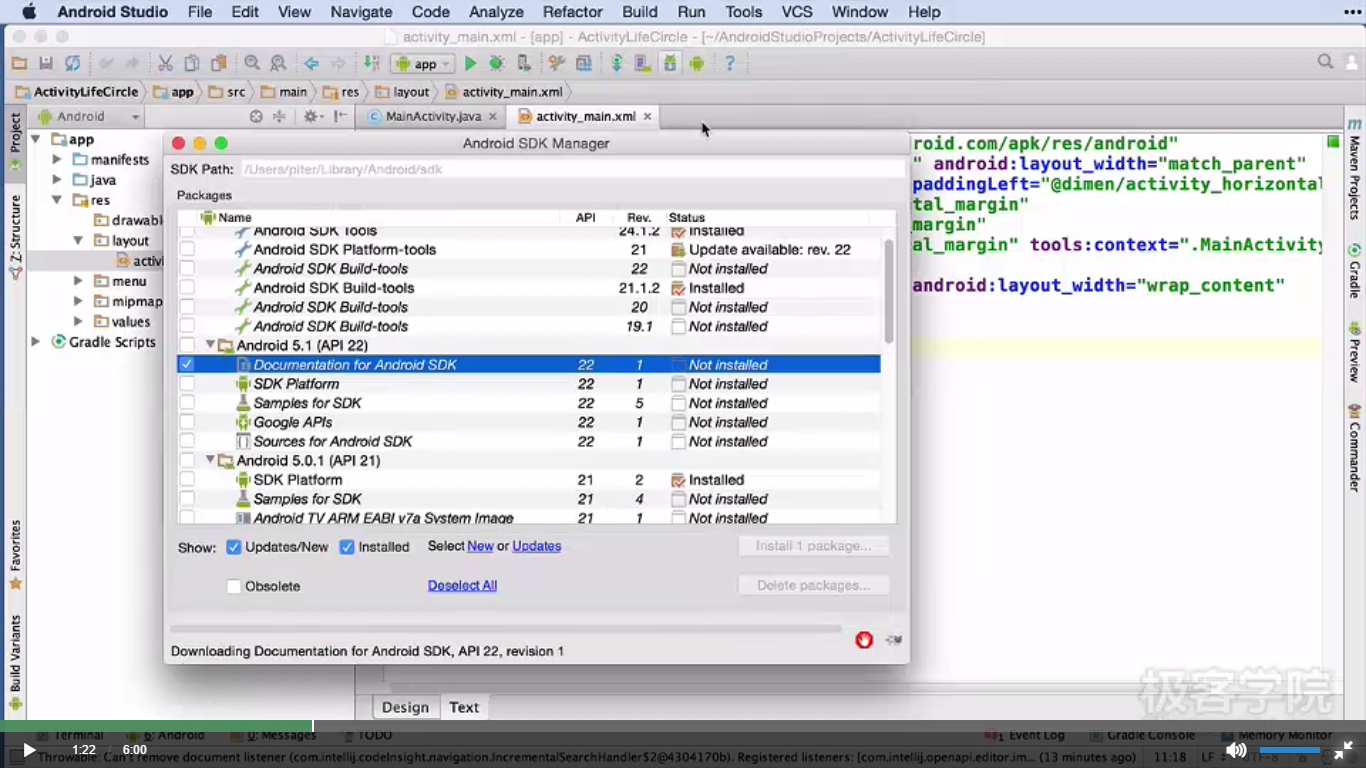 Android Studio File Edit View Navigate Code Analyze Refactor Build Run Tools VCS Window Help
activity_main.xml - [app] - ActivityLifeCircle - [~/AndroidStudioProjects/ActivityLifeCircle]
app
ActivityLifeCircle app src main res layout activity_main.xml
Android MainActivity.java activity_main.xml
Project
Z: Structure
Favorites
Build Variants
app
manifests
java
res
drawabl
layout
activi
menu
mipmap
values
Gradle Scripts
Android SDK Manager
SDK Path: /Users/piter/Library/Android/sdk
Packages
Name API Rev. Status
Android SDK Tools 24.1.2 Installed
Android SDK Platform-tools 21 Update available: rev. 22
Android SDK Build-tools 22 Not installed
Android SDK Build-tools 21.1.2 Installed
Android SDK Build-tools 20 Not installed
Android SDK Build-tools 19.1 Not installed
Android 5.1 (API 22)
Documentation for Android SDK 22 1 Not installed
SDK Platform 22 1 Not installed
Samples for SDK 22 5 Not installed
Google APIs 22 1 Not installed
Sources for Android SDK 22 1 Not installed
Android 5.0.1 (API 21)
SDK Platform 21 2 Installed
Samples for SDK 21 4 Not installed
Android TV ARM EABI v7a System Image 21 1 Not installed
Show: Updates/New Installed Select New or Updates Install 1 package...
Obsolete Deselect All Delete packages...
Downloading Documentation for Android SDK, API 22, revision 1
roid.com/apk/res/android"
" android:layout_width="match_parent"
paddingLeft="@dimen/activity_horizontal
tal_margin"
margin"
al_margin" tools:context=".MainActivity
android:layout_width="wrap_content"
Maven Projects
Gradle
Preview
Commander
极客学院
Design Text
Terminal 6: Android 0: Messages TODO Event Log Gradle Console Memory Monitor
1:22 6:00
Throwable: Can't remove document listener (com.intellij.codeInsight.navigation.IncrementalSearchHandler$2@4304170b). Registered listeners: [com.intellij.openapi.editor.im... (13 minutes ago) 11:18 LF UTF-8